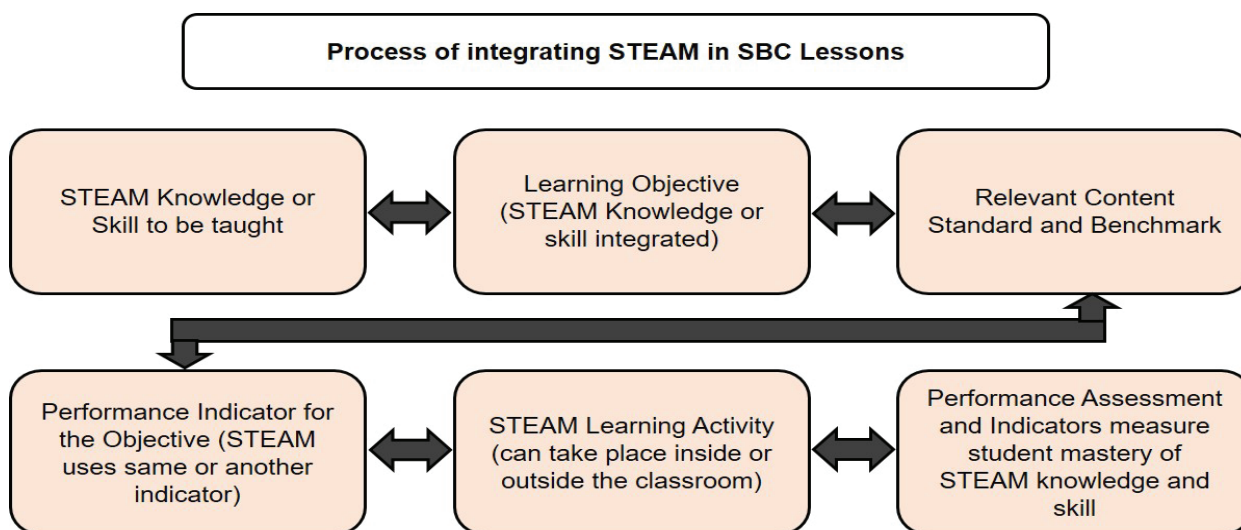 Process of integrating STEAM in SBC Lessons
STEAM Knowledge or
Skill to be taught
Learning Objective
(STEAM Knowledge or
skill integrated)
Relevant Content
Standard and Benchmark
Performance Indicator for
the Objective (STEAM
uses same or another
indicator)
STEAM Learning Activity
(can take place inside or
outside the classroom)
Performance Assessment
and Indicators measure
student mastery of
STEAM knowledge and
skill